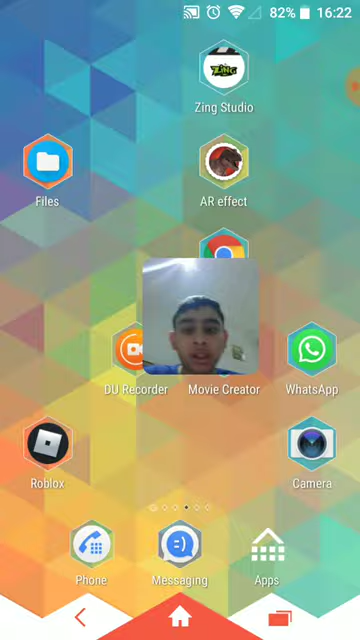 82% 16:22
ZING
Zing Studio
Files
AR effect
DU Recorder
Movie Creator
WhatsApp
Roblox
Camera
Phone
Messaging
Apps